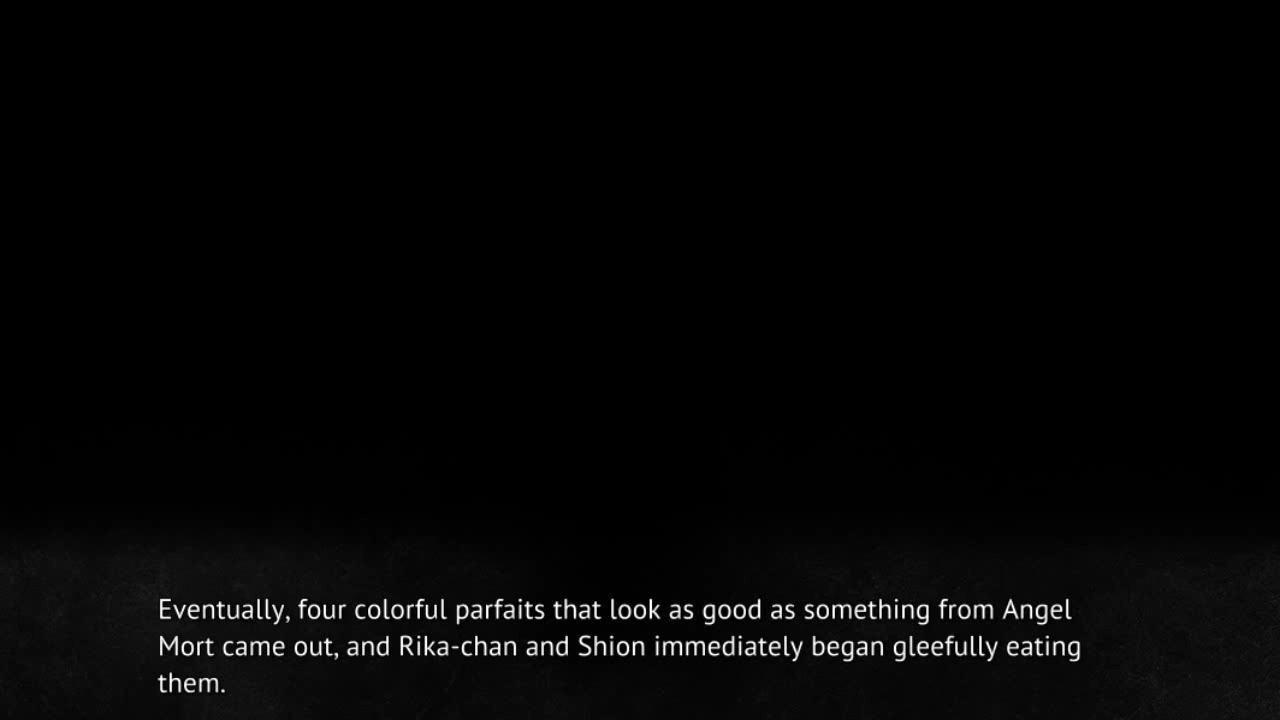 Eventually, four colorful parfaits that look as good as something from Angel
Mort came out, and Rika-chan and Shion immediately began gleefully eating
them.